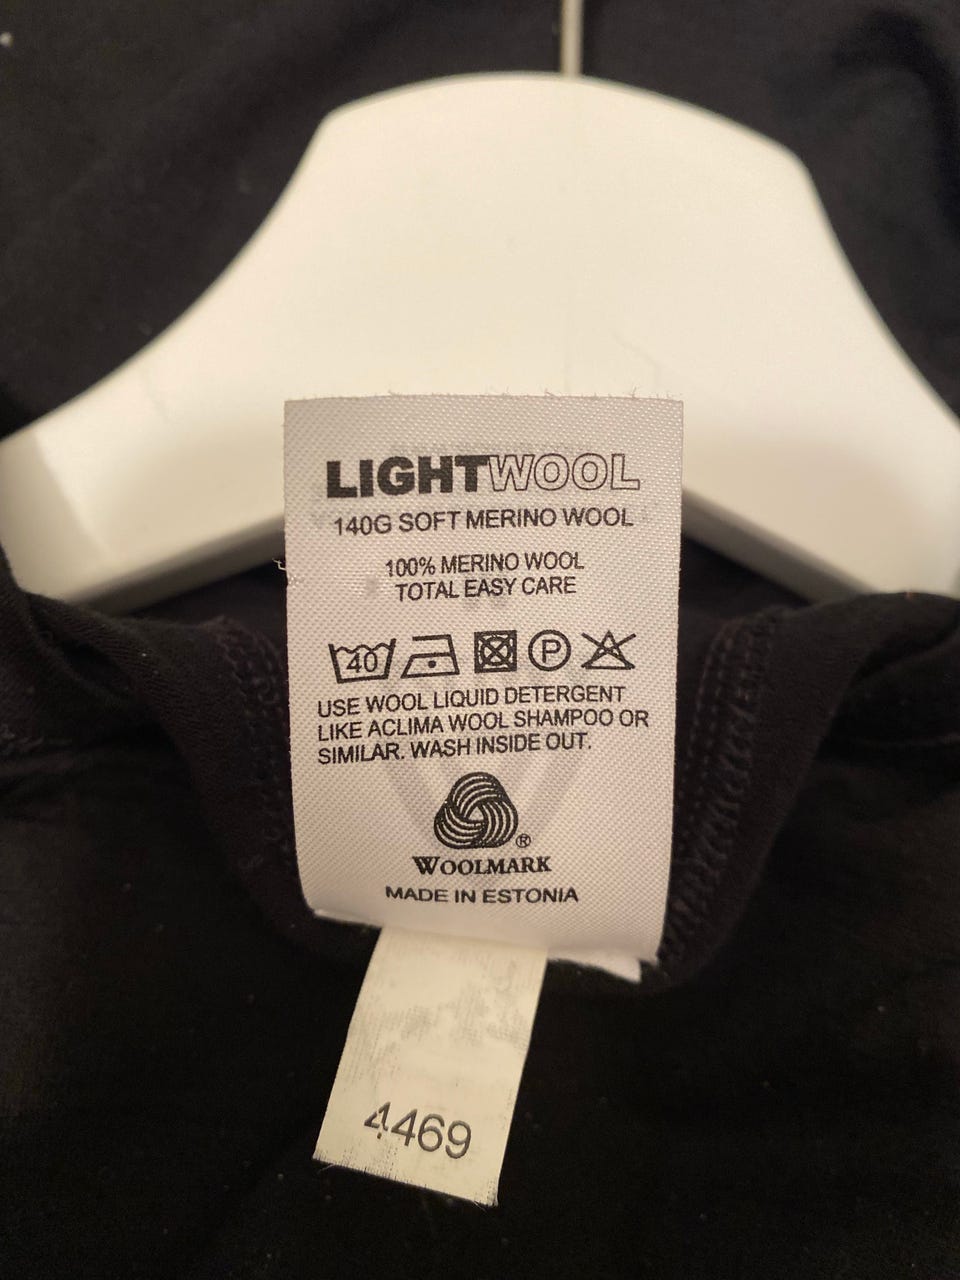 LIGHTWOOL
140G SOFT MERINO WOOL
100% MERINO WOOL
TOTAL EASY CARE
40 P
USE WOOL LIQUID DETERGENT
LIKE ACLIMA WOOL SHAMPOO OR
SIMILAR. WASH INSIDE OUT.
®
WOOLMARK
MADE IN ESTONIA
4469